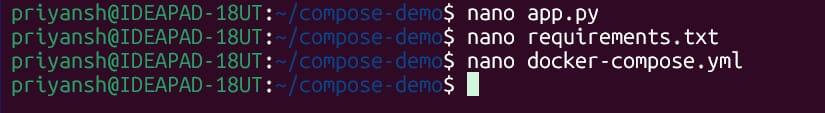 priyansh@IDEAPAD-18UT:~/compose-demo$ nano app.py
priyansh@IDEAPAD-18UT:~/compose-demo$ nano requirements.txt
priyansh@IDEAPAD-18UT:~/compose-demo$ nano docker-compose.yml
priyansh@IDEAPAD-18UT:~/compose-demo$